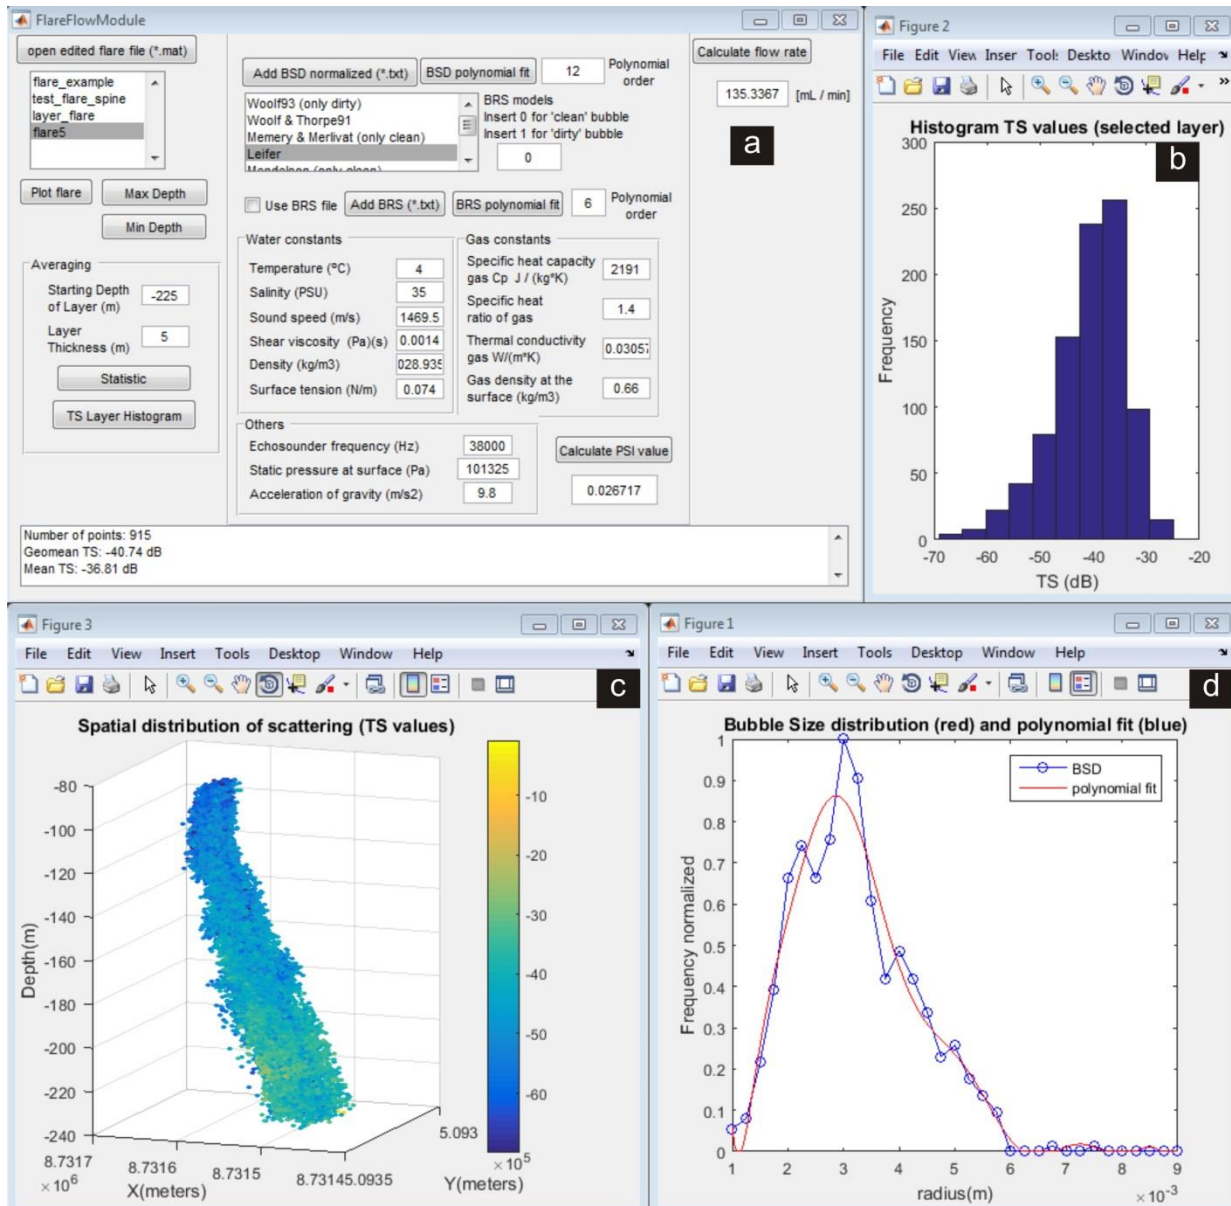 FlareFlowModule
open edited flare file (*.mat)
flare_example
test_flare_spine
layer_flare
flare5
Plot flare
Max Depth
Min Depth
Averaging
Starting Depth
of Layer (m)
-225
Layer
Thickness (m)
5
Statistic
TS Layer Histogram
Add BSD normalized (*.txt)
BSD polynomial fit
12
Polynomial
order
Woolf93 (only dirty)
Woolf & Thorpe91
Memery & Merlivat (only clean)
Leifer
Mendelson (only clean)
BRS models
Insert 0 for 'clean' bubble
Insert 1 for 'dirty' bubble
0
Use BRS file
Add BRS (*.txt)
BRS polynomial fit
6
Polynomial
order
Water constants
Temperature (ºC)
4
Salinity (PSU)
35
Sound speed (m/s)
1469.5
Shear viscosity (Pa)(s)
0.0014
Density (kg/m3)
028.935
Surface tension (N/m)
0.074
Gas constants
Specific heat capacity
gas Cp J / (kg*K)
2191
Specific heat
ratio of gas
1.4
Thermal conductivity
gas W/(m*K)
0.03057
Gas density at the
surface (kg/m3)
0.66
Others
Echosounder frequency (Hz)
38000
Static pressure at surface (Pa)
101325
Acceleration of gravity (m/s2)
9.8
Calculate PSI value
0.026717
Calculate flow rate
135.3367 [mL / min]
a
Number of points: 915
Geomean TS: -40.74 dB
Mean TS: -36.81 dB
Figure 2
File Edit View Inser Tool: Deskto Window Help
Histogram TS values (selected layer)
b
300
250
200
150
100
50
0
Frequency
-70 -60 -50 -40 -30 -20
TS (dB)
Figure 3
File Edit View Insert Tools Desktop Window Help
c
Spatial distribution of scattering (TS values)
-80
-100
-120
-140
-160
-180
-200
-220
-240
Depth(m)
8.7317 8.7316 8.7315 8.73145.0935
× 10⁶
X(meters)
5.093
× 10⁵
Y(meters)
-10
-20
-30
-40
-50
-60
Figure 1
File Edit View Insert Tools Desktop Window Help
d
Bubble Size distribution (red) and polynomial fit (blue)
BSD
polynomial fit
1
0.9
0.8
0.7
0.6
0.5
0.4
0.3
0.2
0.1
0
Frequency normalized
1 2 3 4 5 6 7 8 9
radius(m)
× 10⁻³